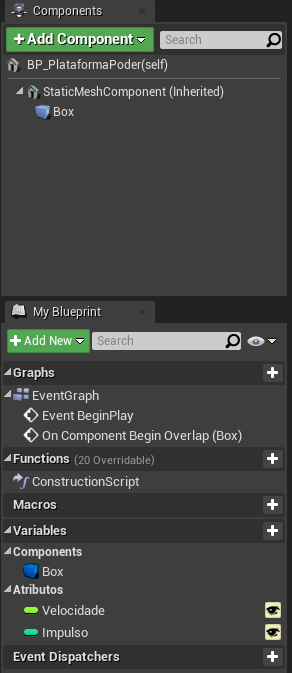 Components
+ Add Component
Search
BP_PlataformaPoder(self)
StaticMeshComponent (Inherited)
Box
My Blueprint
+ Add New
Search
Graphs
EventGraph
Event BeginPlay
On Component Begin Overlap (Box)
Functions (20 Overridable)
ConstructionScript
Macros
Variables
Components
Box
Atributos
Velocidade
Impulso
Event Dispatchers